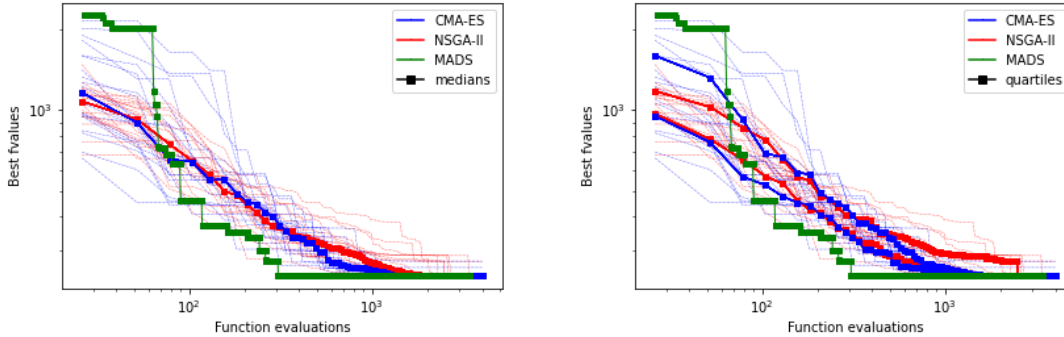 CMA-ES
NSGA-II
MADS
medians
10³
Best fvalues
10²
10³
Function evaluations
CMA-ES
NSGA-II
MADS
quartiles
10³
Best fvalues
10²
10³
Function evaluations